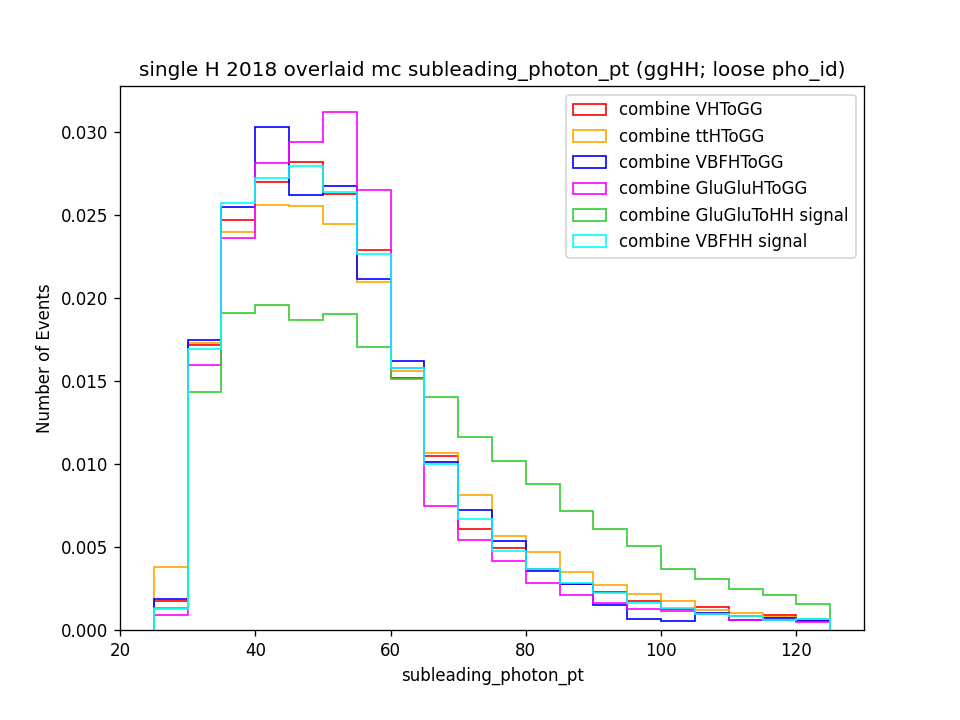 single H 2018 overlaid mc subleading_photon_pt (ggHH; loose pho_id)
combine VHToGG
combine ttHToGG
combine VBFHToGG
combine GluGluHToGG
combine GluGluToHH signal
combine VBFHH signal
Number of Events
0.030
0.025
0.020
0.015
0.010
0.005
0.000
20
40
60
80
100
120
subleading_photon_pt